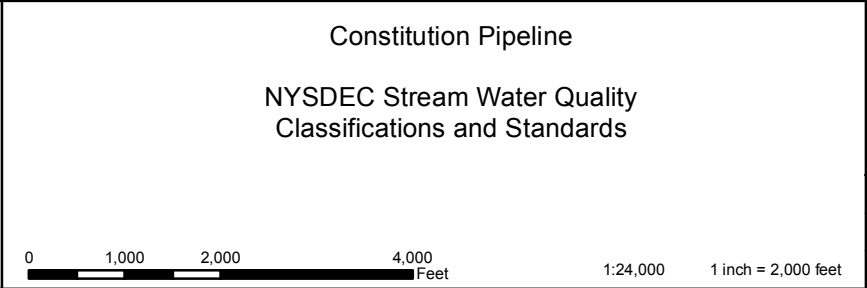 Constitution Pipeline
NYSDEC Stream Water Quality
Classifications and Standards
0 1,000 2,000 4,000
Feet
1:24,000 1 inch = 2,000 feet